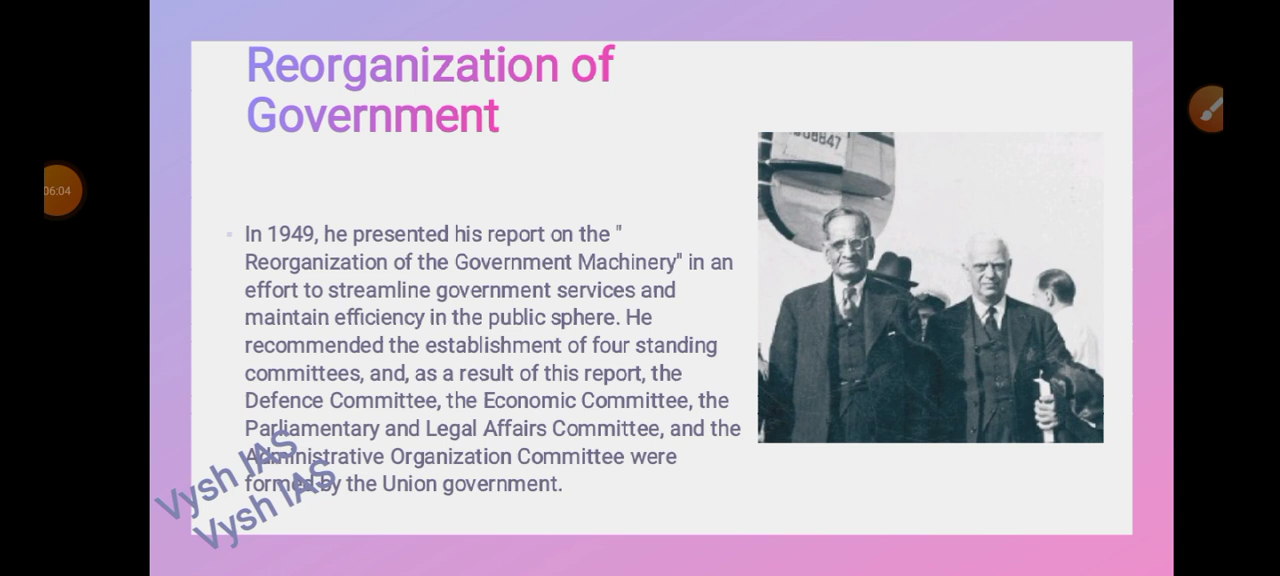 Reorganization of
Government
008847
06:04
In 1949, he presented his report on the "
Reorganization of the Government Machinery" in an
effort to streamline government services and
maintain efficiency in the public sphere. He
recommended the establishment of four standing
committees, and, as a result of this report, the
Defence Committee, the Economic Committee, the
Parliamentary and Legal Affairs Committee, and the
Administrative Organization Committee were
formed by the Union government.
Vysh IAS
Vysh IAS